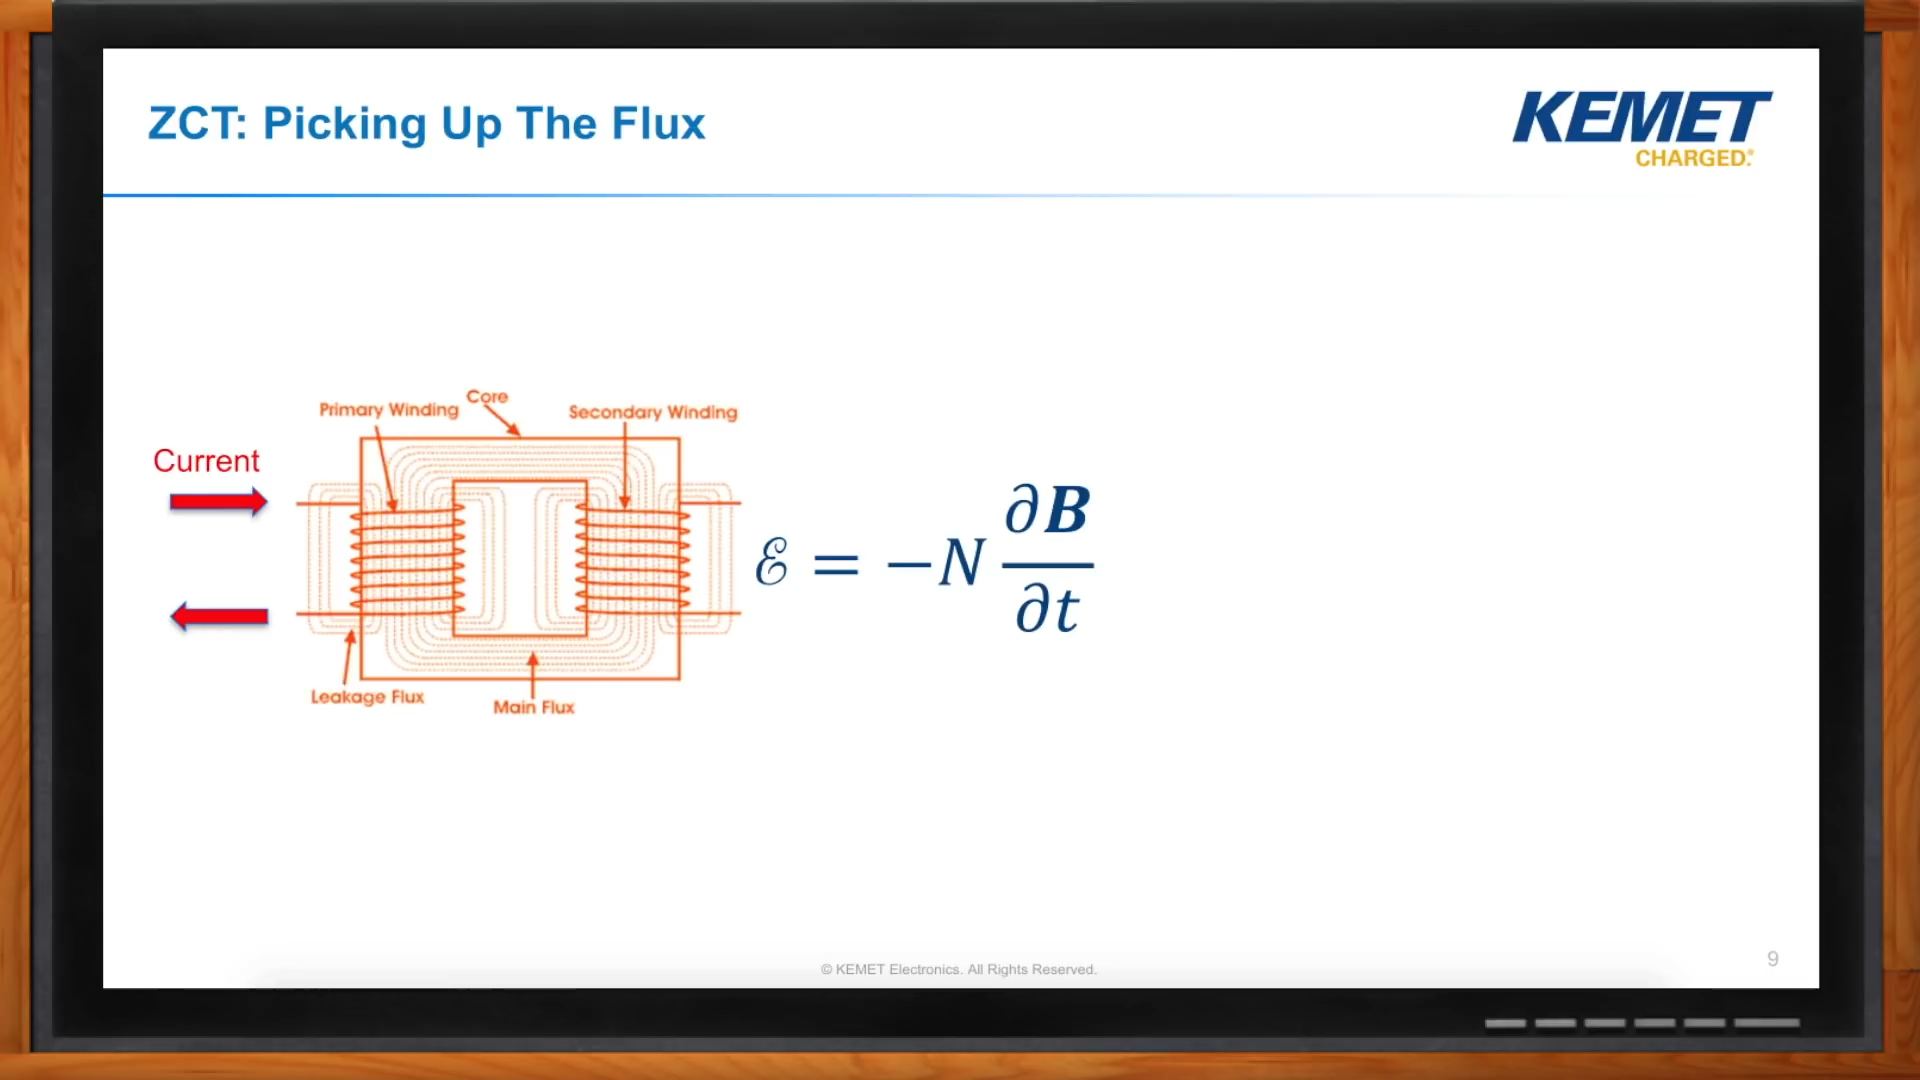 ZCT: Picking Up The Flux
KEMET
CHARGED®
Core
Primary Winding
Secondary Winding
Current
ℰ = −N ∂B/∂t
Leakage Flux
Main Flux
© KEMET Electronics. All Rights Reserved.
9